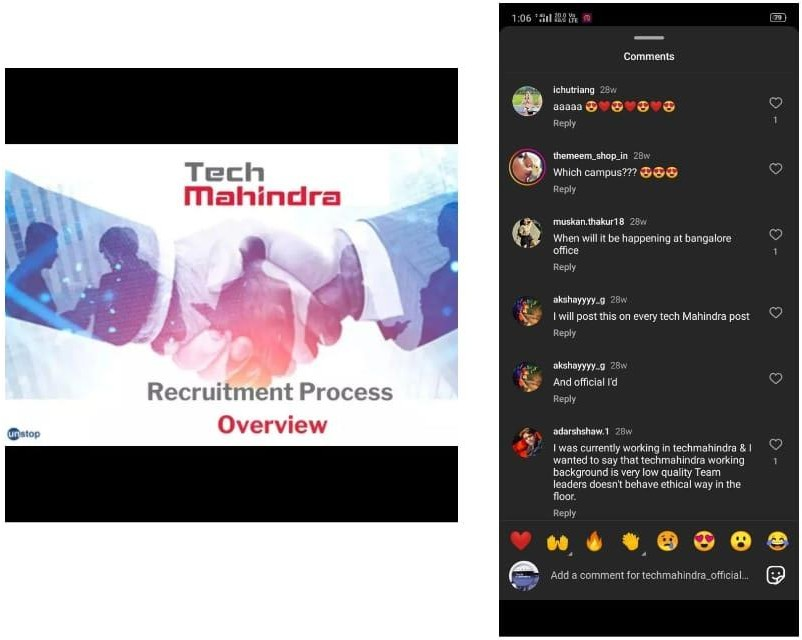 Tech
Mahindra
Recruitment Process
Overview
unstop
1:06
79
Comments
ichutriang 28w
aaaaa 😍❤️😍❤️😍❤️😍
Reply
1
themeem_shop_in 28w
Which campus??? 😍😍😍
Reply
muskan.thakur18 28w
When will it be happening at bangalore
office
Reply
1
akshayyyy_g 28w
I will post this on every tech Mahindra post
Reply
akshayyyy_g 28w
And official I'd
Reply
adarshshaw.1 28w
I was currently working in techmahindra & I
wanted to say that techmahindra working
background is very low quality Team
leaders doesn't behave ethical way in the
floor.
Reply
1
❤️🙌🔥👏😢😍😮😂
Add a comment for techmahindra_official...